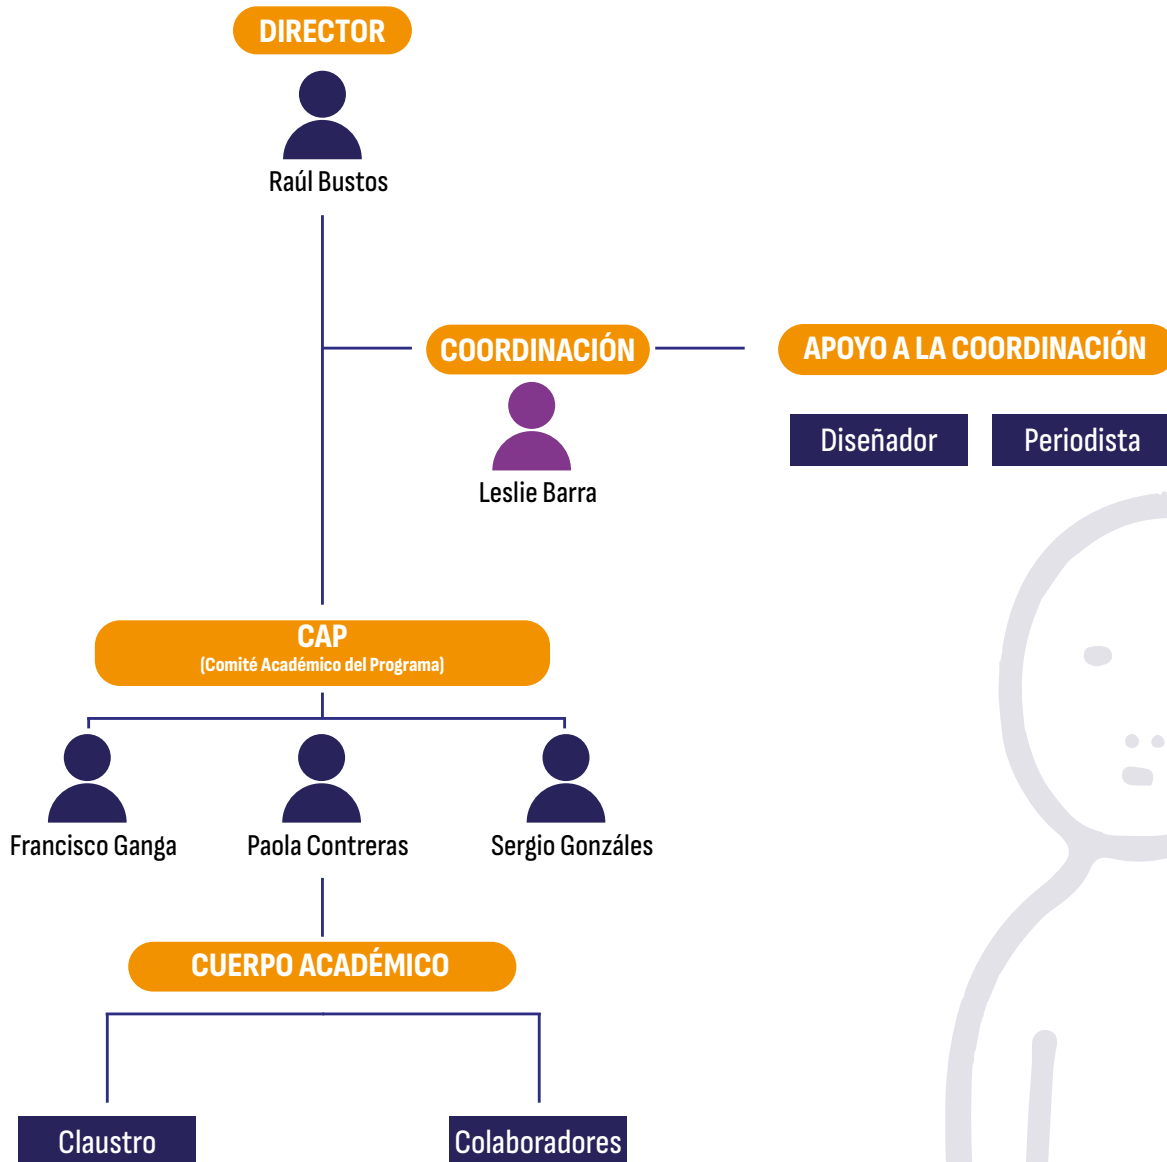 DIRECTOR
Raúl Bustos
COORDINACIÓN
APOYO A LA COORDINACIÓN
Leslie Barra
Diseñador
Periodista
CAP
(Comité Académico del Programa)
Francisco Ganga
Paola Contreras
Sergio Gonzáles
CUERPO ACADÉMICO
Claustro
Colaboradores